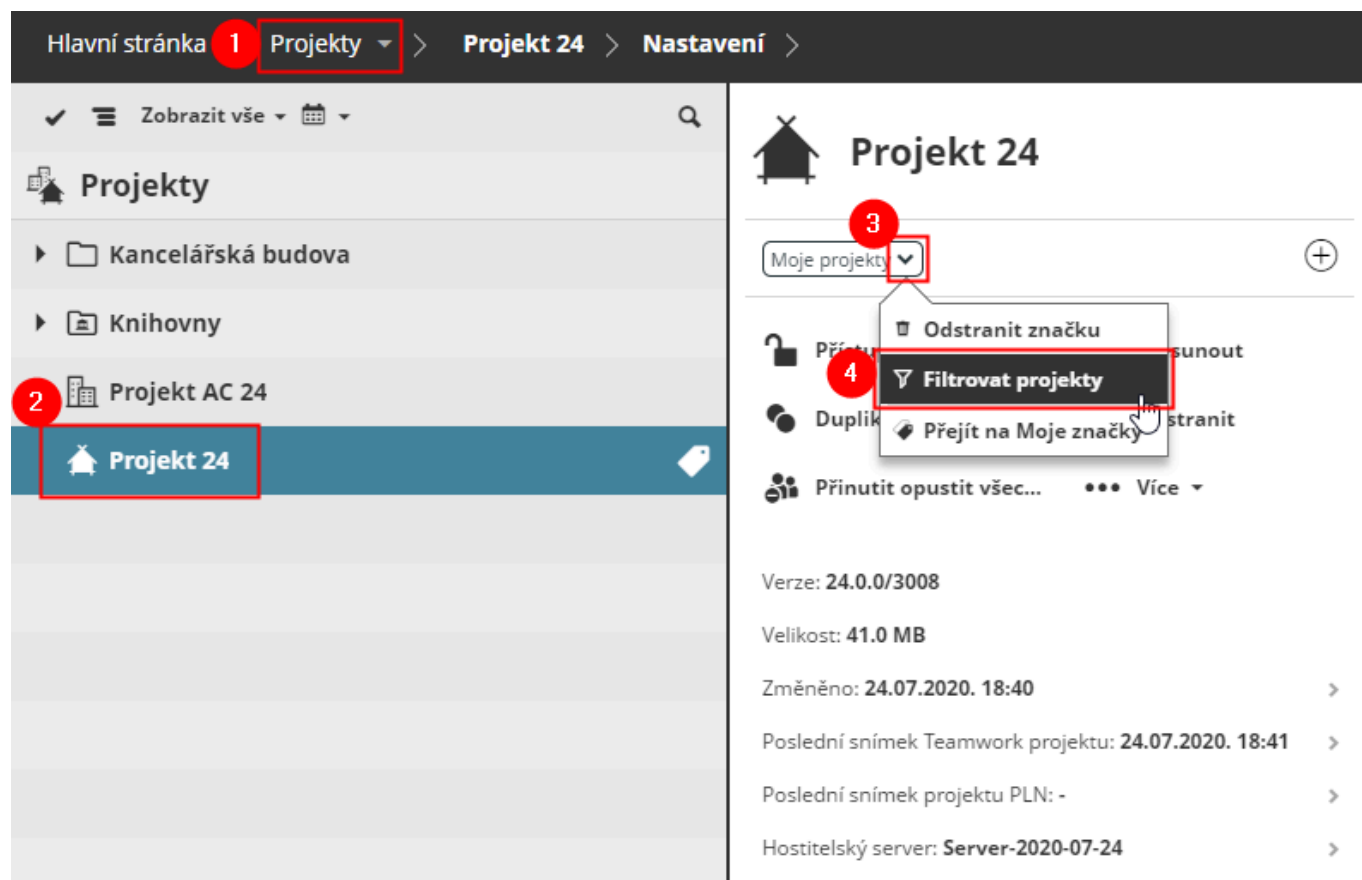 Hlavní stránka 1 Projekty > Projekt 24 > Nastavení >
Zobrazit vše
Projekty
Kancelářská budova
Knihovny
Projekt AC 24
2
Projekt 24
Projekt 24
3
Moje projekty
Odstranit značku
sunout
4
Filtrovat projekty
Duplik
stranit
Přejít na Moje značky
Přinutit opustit všec...
••• Více
Verze: 24.0.0/3008
Velikost: 41.0 MB
Změněno: 24.07.2020. 18:40 >
Poslední snímek Teamwork projektu: 24.07.2020. 18:41 >
Poslední snímek projektu PLN: - >
Hostitelský server: Server-2020-07-24 >